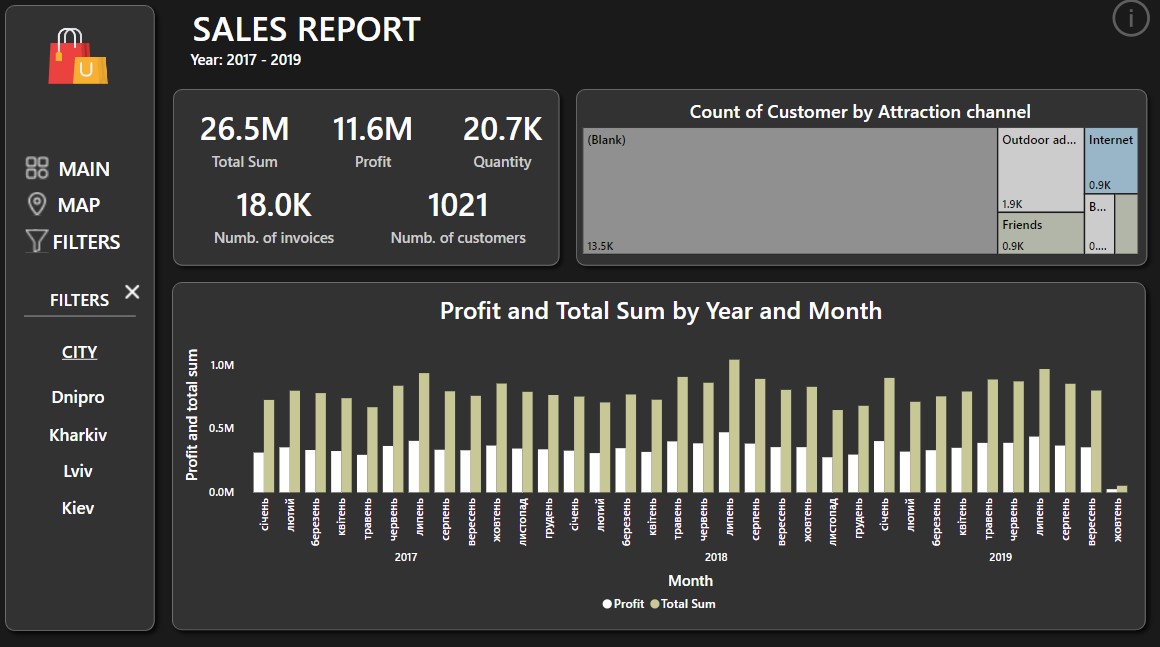 SALES REPORT
Year: 2017 - 2019
i
U
MAIN
MAP
FILTERS
FILTERS
CITY
Dnipro
Kharkiv
Lviv
Kiev
26.5M
Total Sum
11.6M
Profit
20.7K
Quantity
18.0K
Numb. of invoices
1021
Numb. of customers
Count of Customer by Attraction channel
(Blank)
13.5K
Outdoor ad...
1.9K
Friends
0.9K
Internet
0.9K
B...
0....
Profit and Total Sum by Year and Month
Profit and total sum
1.0M
0.5M
0.0M
січень
лютий
березень
квітень
травень
червень
липень
серпень
вересень
жовтень
листопад
грудень
січень
лютий
березень
квітень
травень
червень
липень
серпень
вересень
жовтень
листопад
грудень
січень
лютий
березень
квітень
травень
червень
липень
серпень
вересень
жовтень
2017
2018
2019
Month
Profit
Total Sum